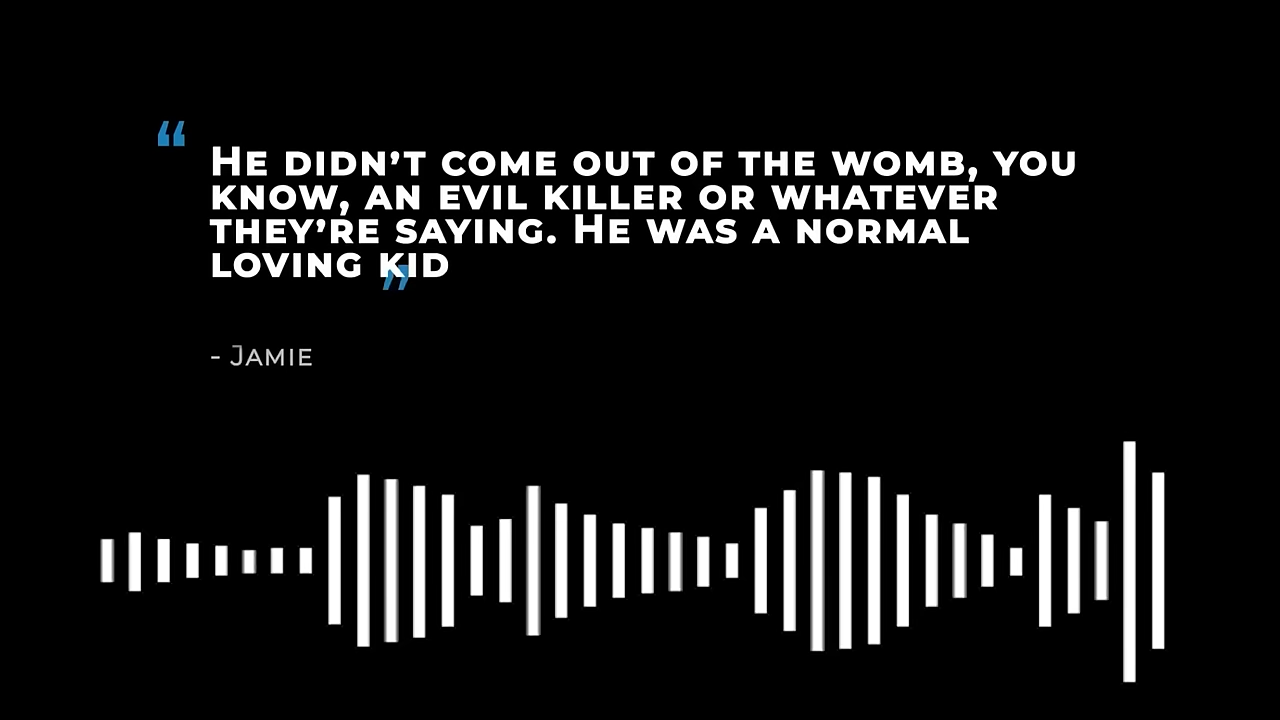 “ He didn’t come out of the womb, you
know, an evil killer or whatever
they’re saying. He was a normal
loving kid ”
- Jamie